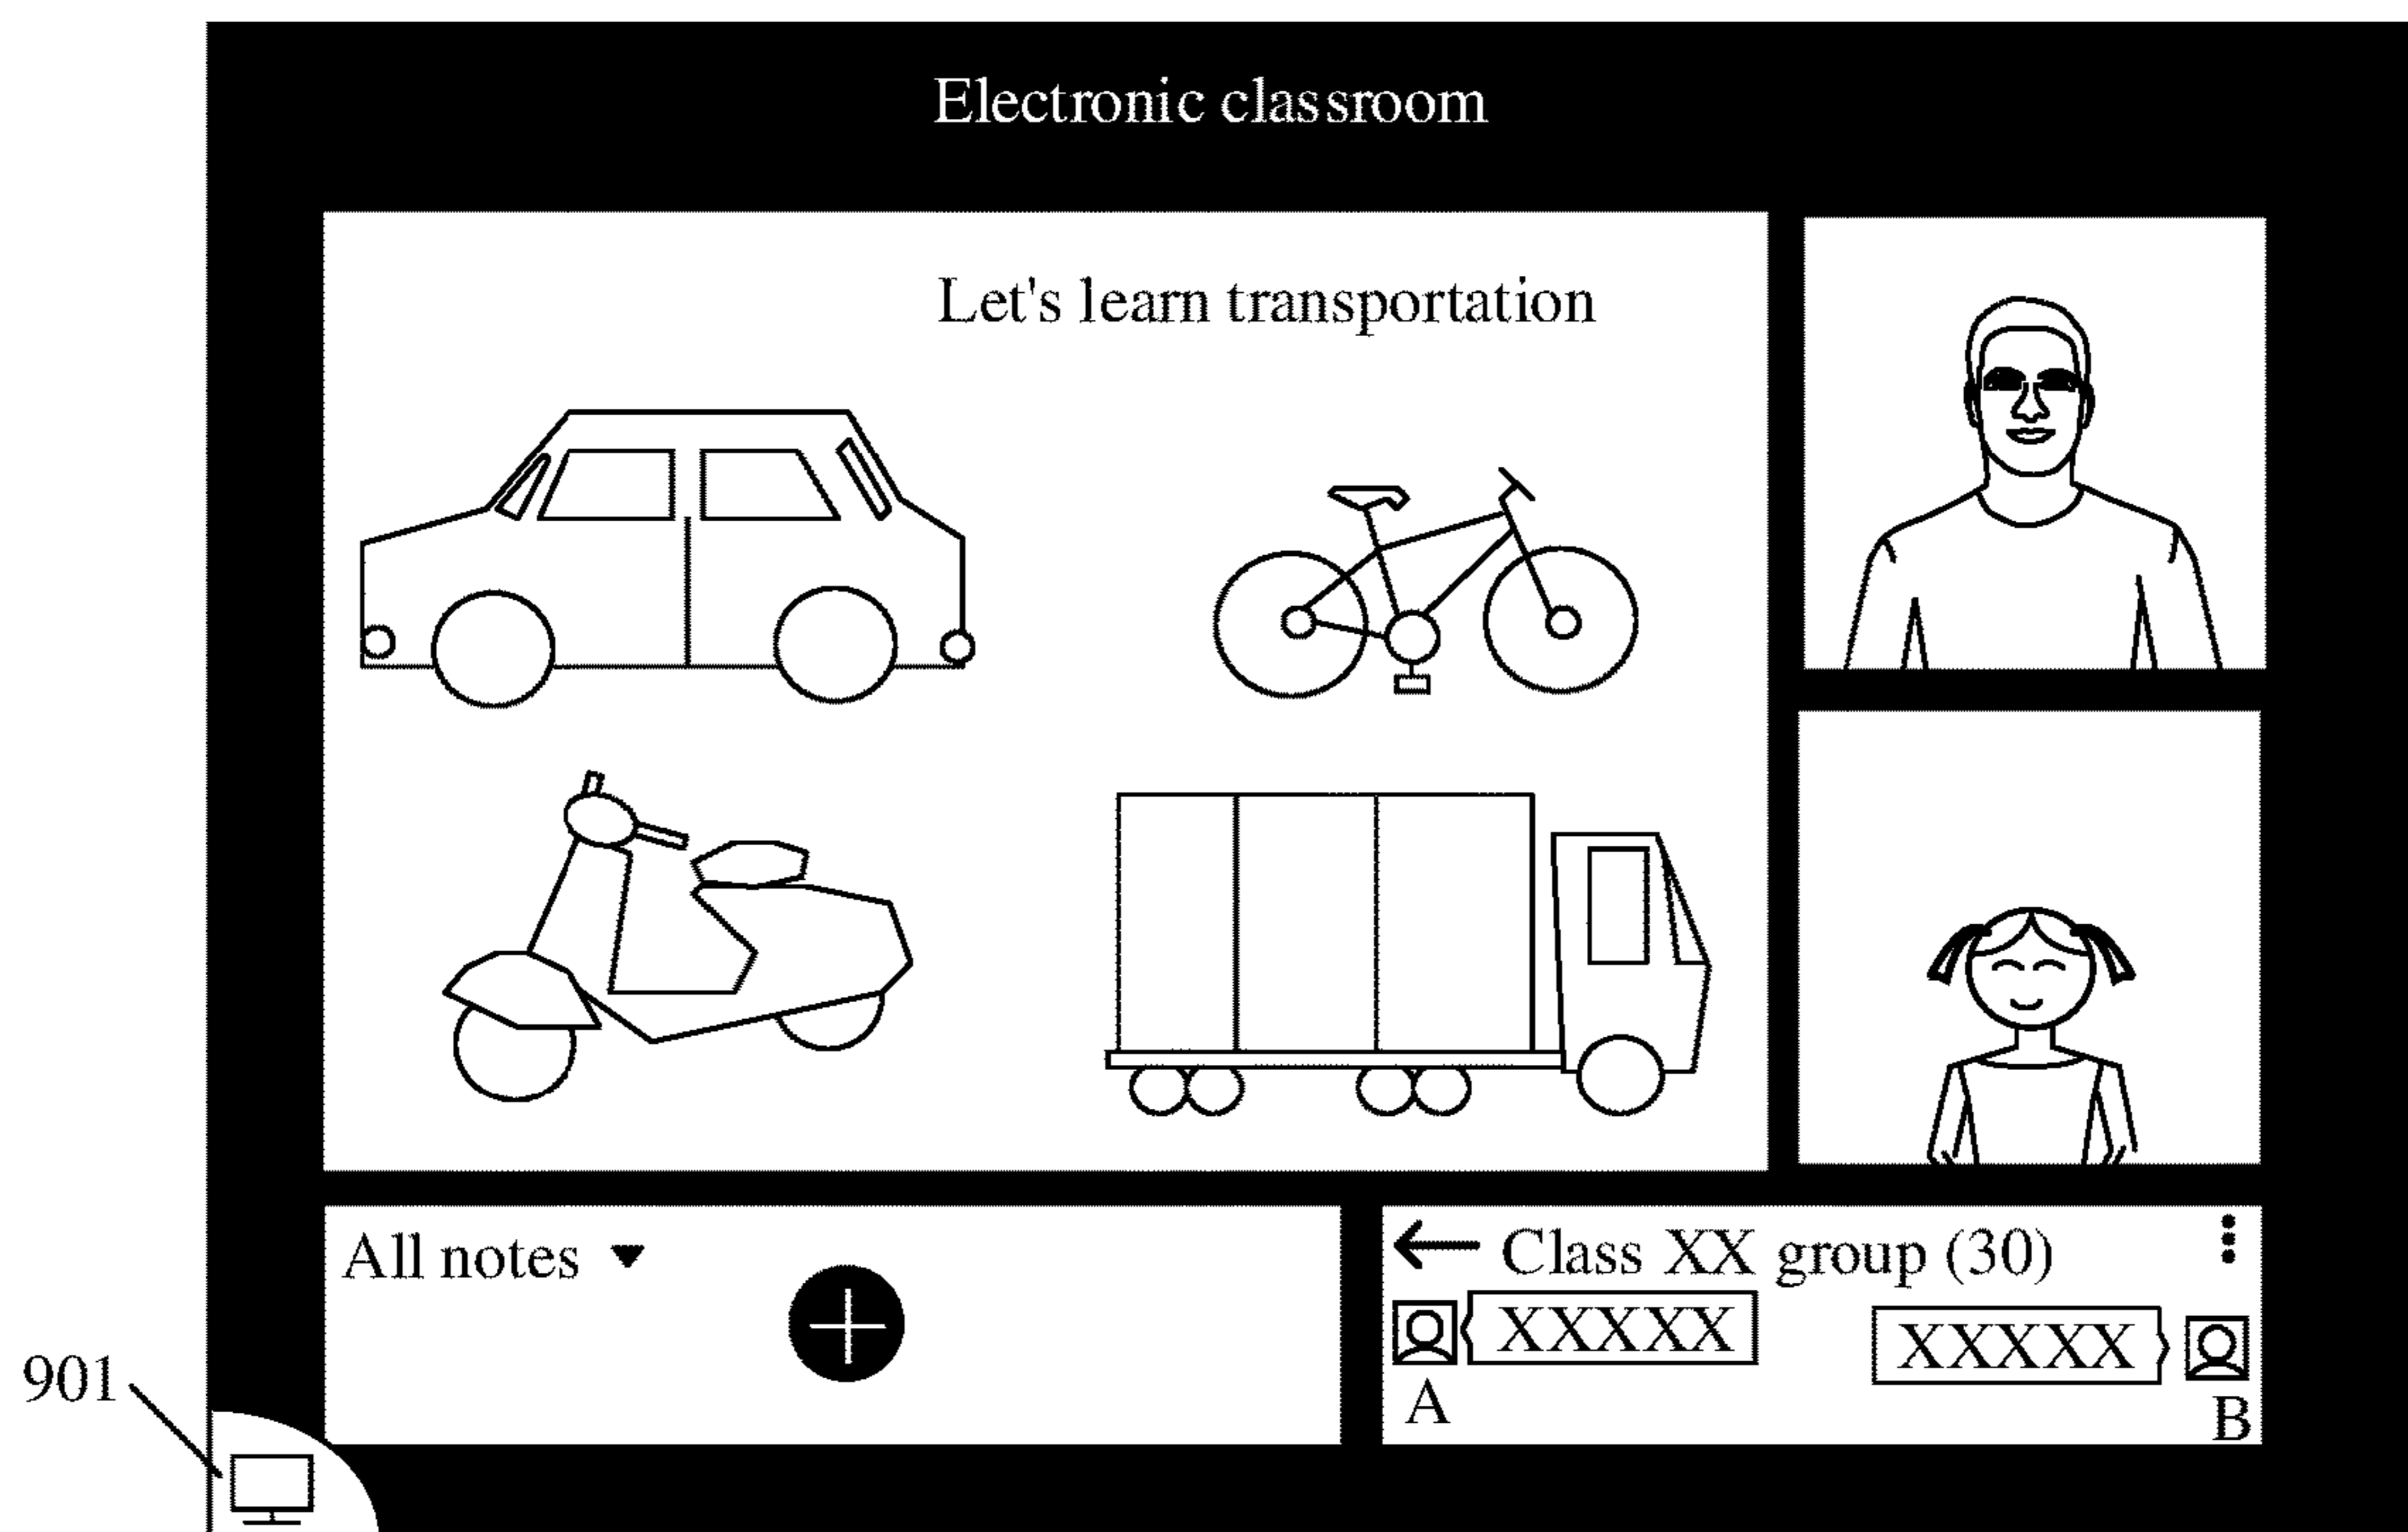 Electronic classroom
Let's learn transportation
All notes
Class XX group (30)
XXXXX
XXXXX
A
B
901